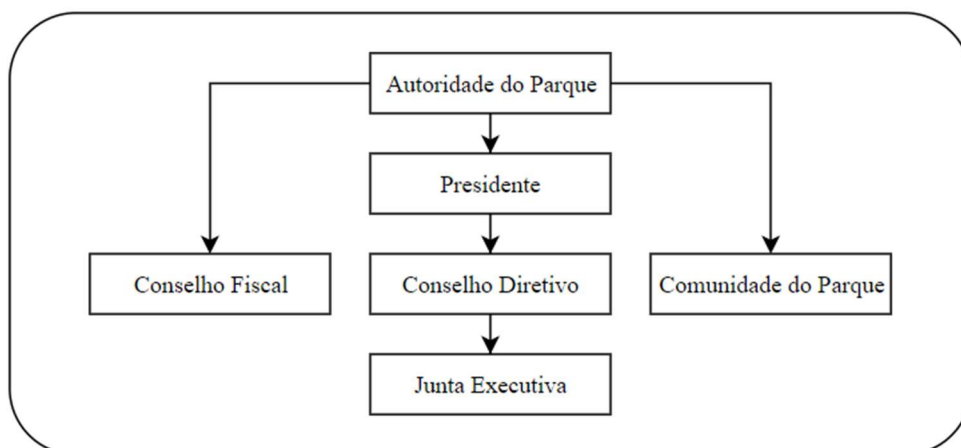 Autoridade do Parque
Presidente
Conselho Fiscal
Conselho Diretivo
Comunidade do Parque
Junta Executiva